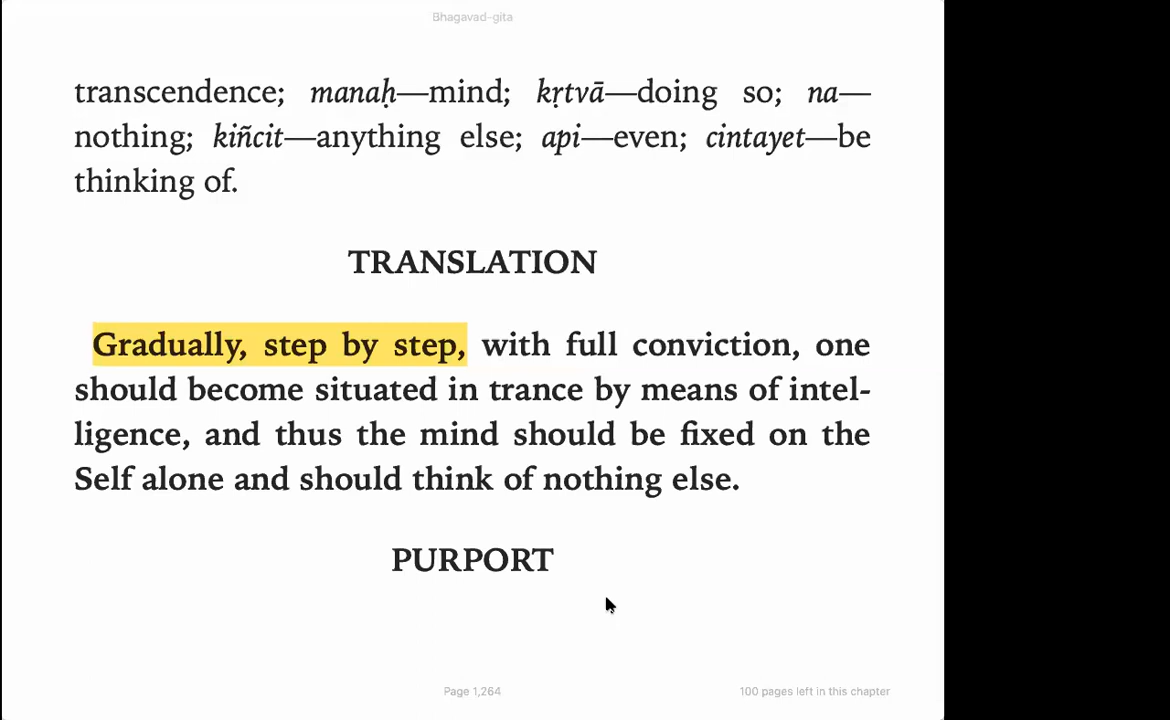 Bhagavad-gita
transcendence; manaḥ—mind; kṛtvā—doing so; na—
nothing; kiñcit—anything else; api—even; cintayet—be
thinking of.
TRANSLATION
Gradually, step by step, with full conviction, one
should become situated in trance by means of intel-
ligence, and thus the mind should be fixed on the
Self alone and should think of nothing else.
PURPORT
Page 1,264
100 pages left in this chapter